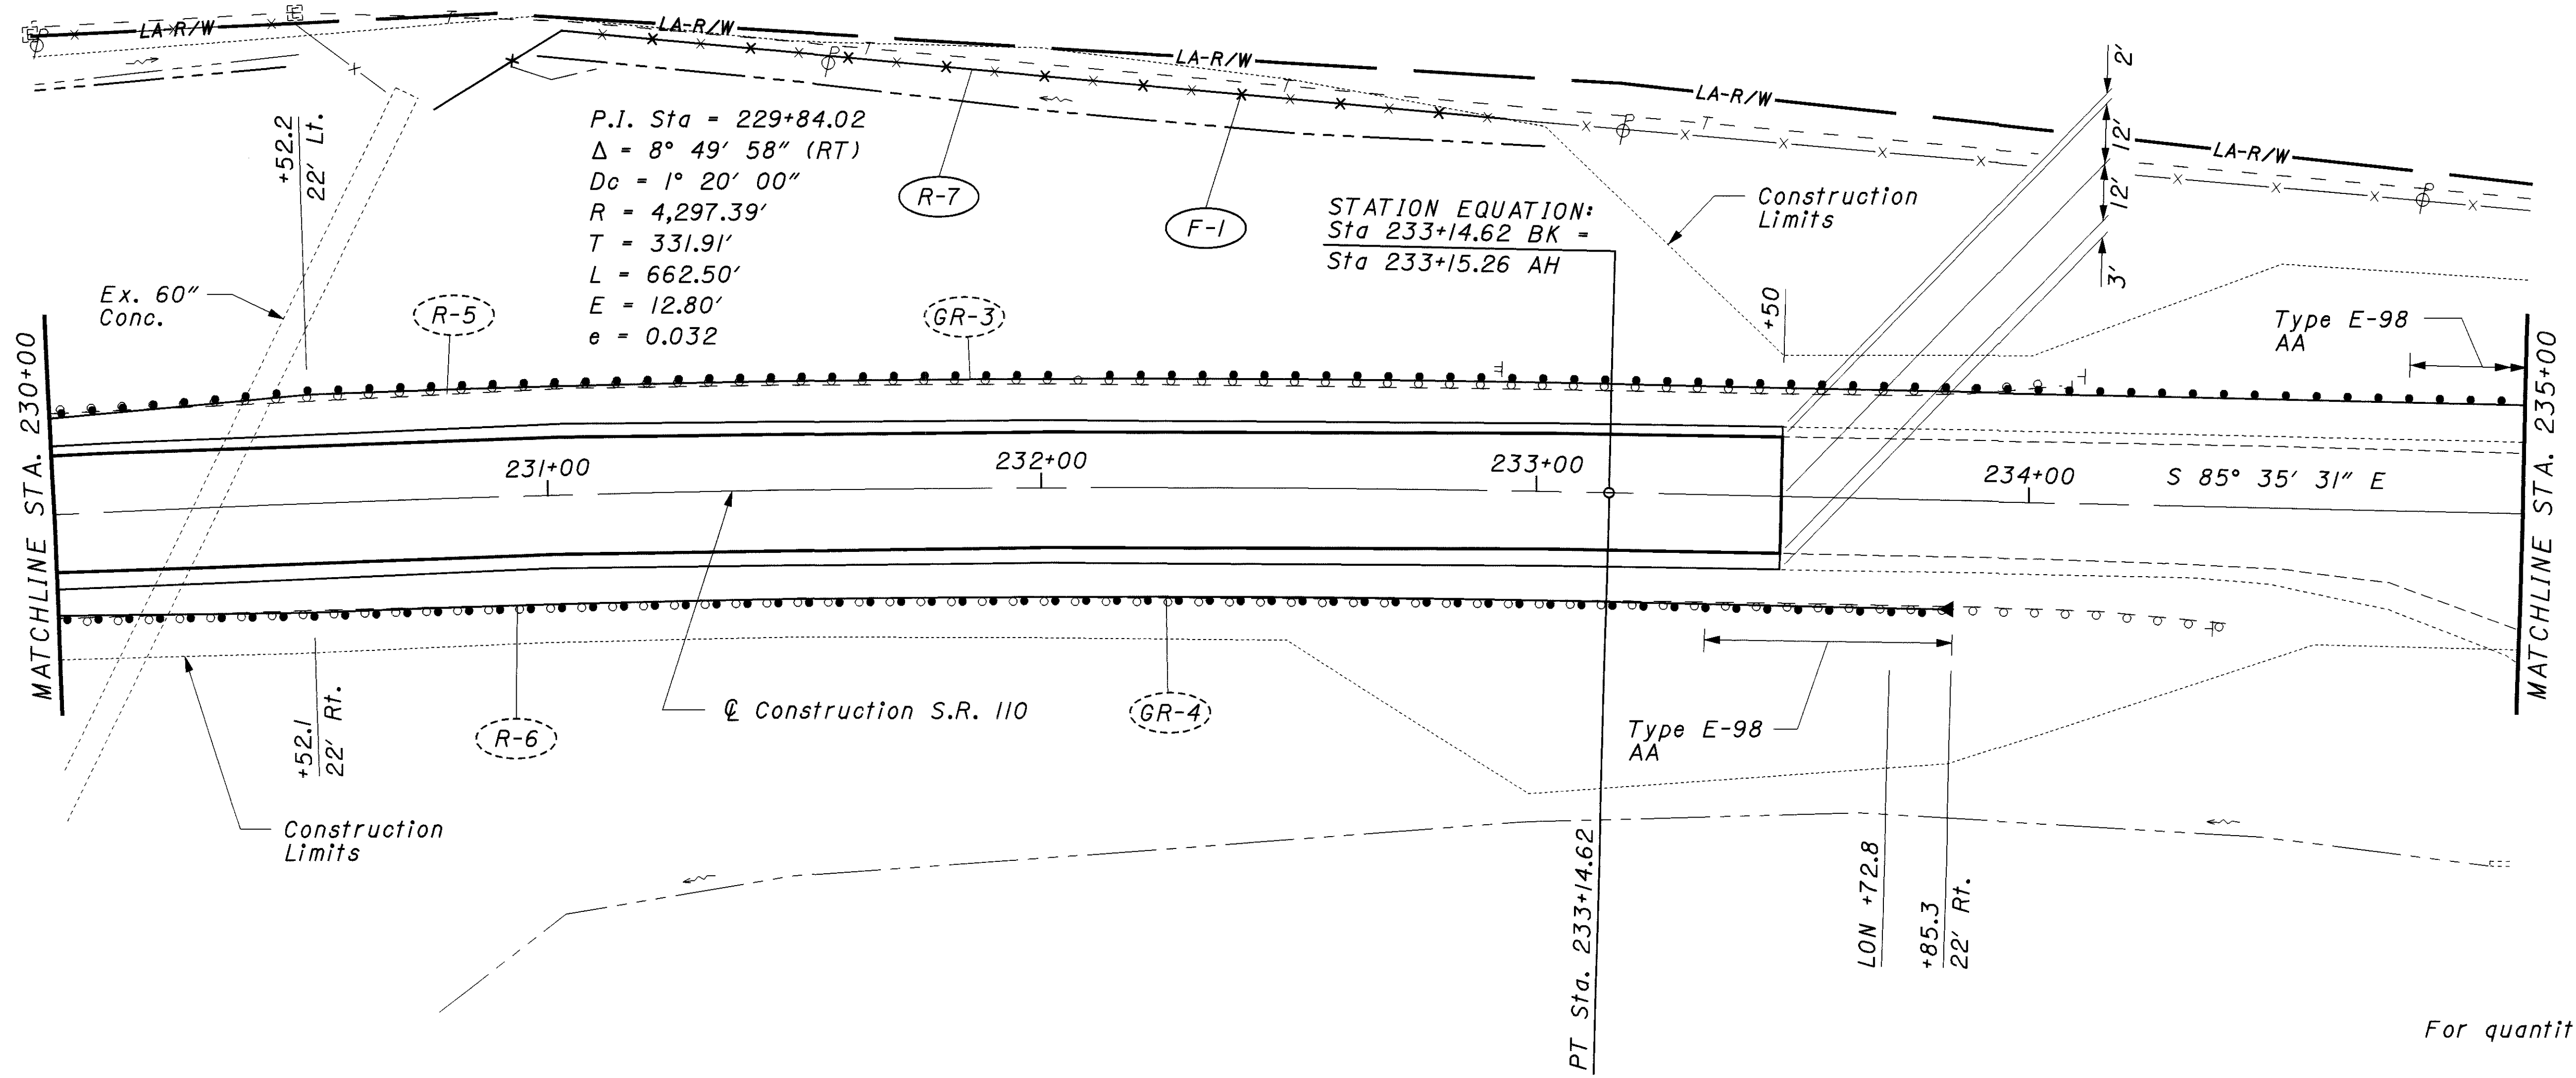 LA-R/W
LA-R/W
LA-R/W
LA-R/W
LA-R/W
2'
12'
12'
3'
+52.2
22' Lt.
P.I. Sta = 229+84.02
Δ = 8° 49' 58" (RT)
Dc = 1° 20' 00"
R = 4,297.39'
T = 331.91'
L = 662.50'
E = 12.80'
e = 0.032
R-7
F-1
STATION EQUATION:
Sta 233+14.62 BK =
Sta 233+15.26 AH
Construction
Limits
Ex. 60"
Conc.
R-5
GR-3
+50
Type E-98
AA
MATCHLINE STA. 230+00
231+00
232+00
233+00
234+00
S 85° 35' 31" E
MATCHLINE STA. 235+00
+52.1
22' Rt.
R-6
℄ Construction S.R. 110
GR-4
Type E-98
AA
Construction
Limits
PT Sta. 233+14.62
LON +72.8
+85.3
22' Rt.
For quantit